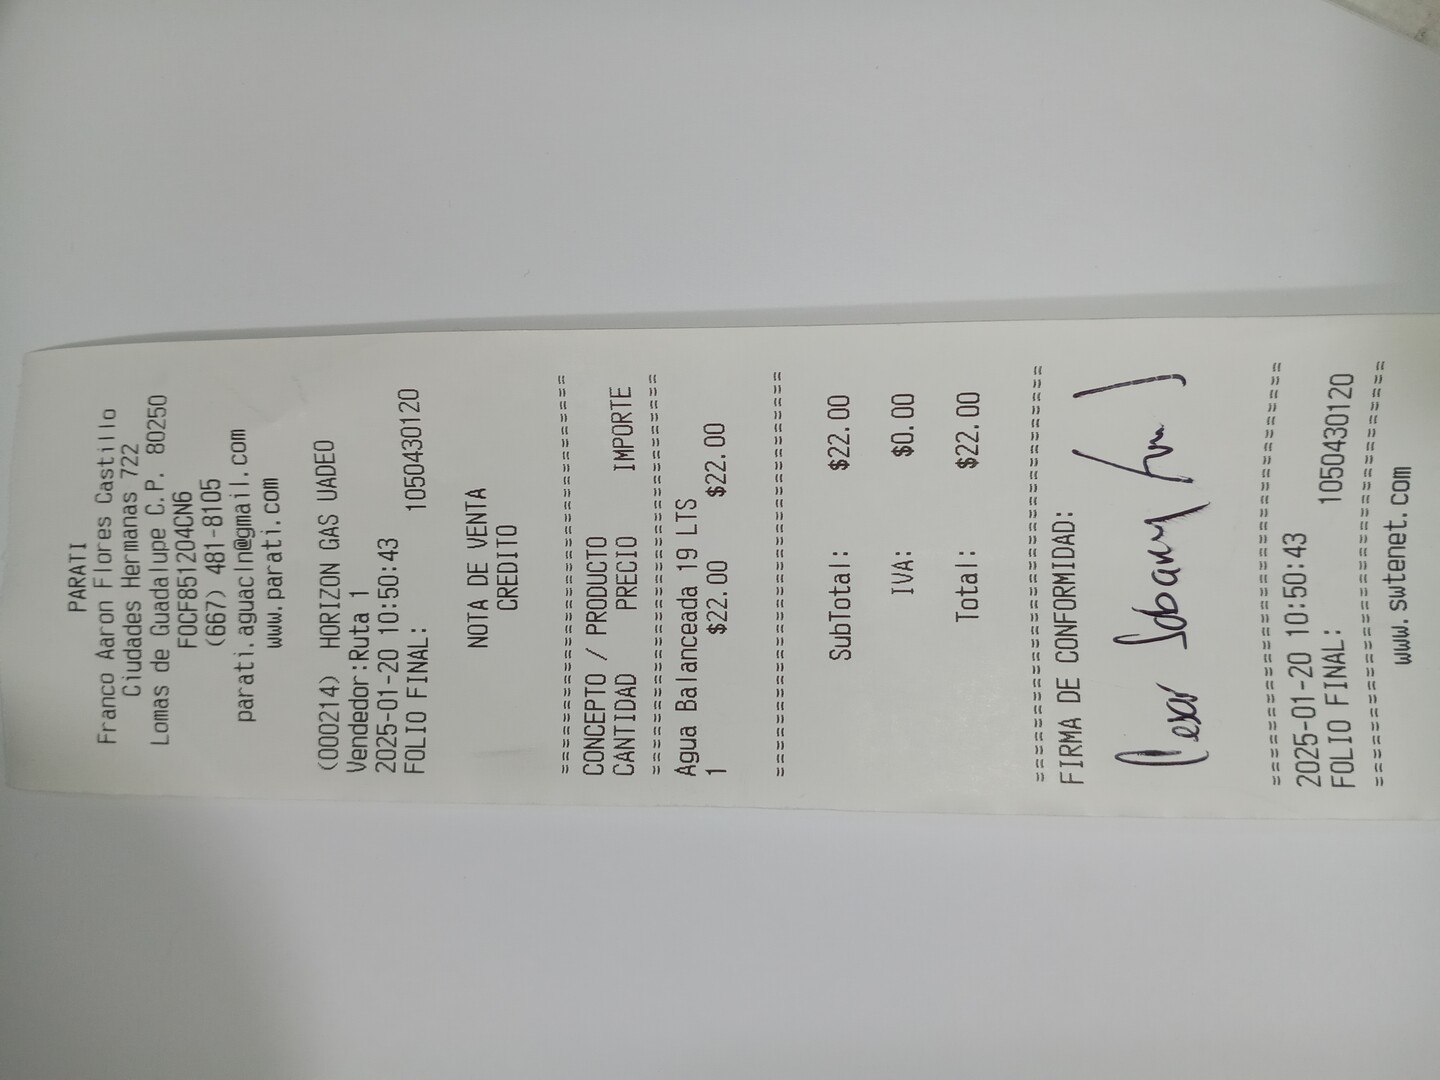 PARATI
Franco Aaron Flores Castillo
Ciudades Hermanas 722
Lomas de Guadalupe C.P. 80250
FOCF851204CN6
(667) 481-8105
parati.aguacln@gmail.com
www.parati.com
(000214) HORIZON GAS UADEO
Vendedor:Ruta 1
2025-01-20 10:50:43
FOLIO FINAL: 1050430120
NOTA DE VENTA
CREDITO
==============================
CONCEPTO / PRODUCTO
CANTIDAD PRECIO IMPORTE
==============================
Agua Balanceada 19 LTS
1 $22.00 $22.00
==============================
SubTotal: $22.00
IVA: $0.00
Total: $22.00
==============================
FIRMA DE CONFORMIDAD:
Cesar
==============================
2025-01-20 10:50:43
FOLIO FINAL: 1050430120
==============================
www.swtenet.com